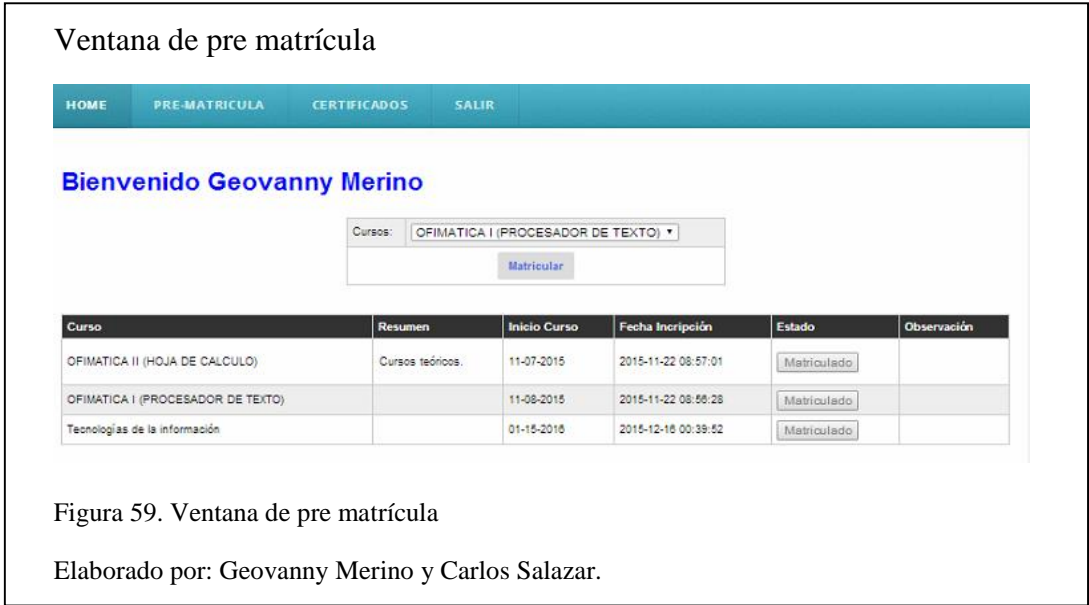 Ventana de pre matrícula
HOME PRE-MATRICULA CERTIFICADOS SALIR
Bienvenido Geovanny Merino
Cursos: OFIMATICA I (PROCESADOR DE TEXTO)
Matricular
Curso Resumen Inicio Curso Fecha Incripción Estado Observación
OFIMATICA II (HOJA DE CALCULO) Cursos teóricos. 11-07-2015 2015-11-22 08:57:01 Matriculado
OFIMATICA I (PROCESADOR DE TEXTO) 11-08-2015 2015-11-22 08:56:28 Matriculado
Tecnologías de la información 01-15-2016 2015-12-16 00:39:52 Matriculado
Figura 59. Ventana de pre matrícula
Elaborado por: Geovanny Merino y Carlos Salazar.